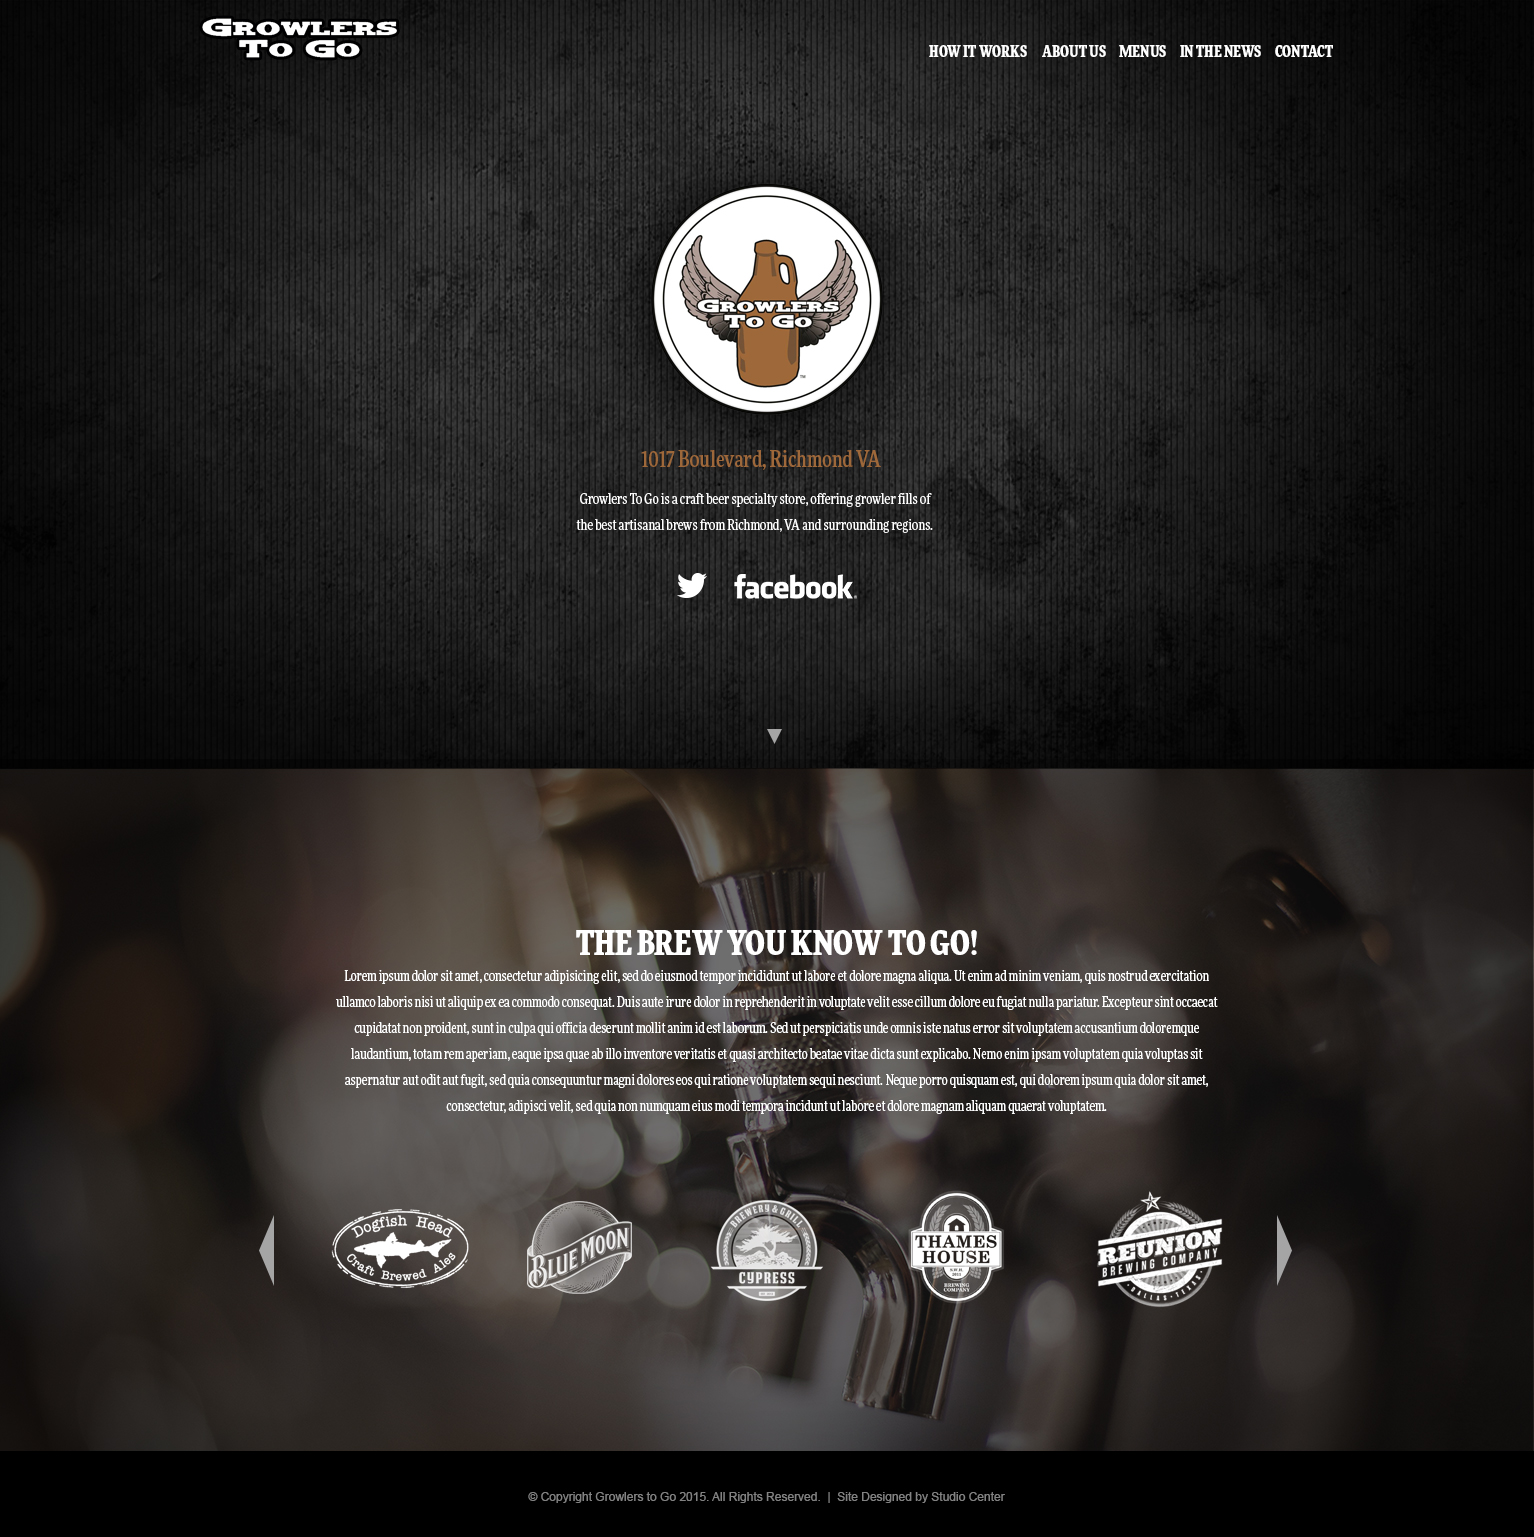 GROWLERS
TO GO
HOW IT WORKS ABOUT US MENUS IN THE NEWS CONTACT
GROWLERS
TO GO
TM
1017 Boulevard, Richmond VA
Growlers To Go is a craft beer specialty store, offering growler fills of
the best artisanal brews from Richmond, VA and surrounding regions.
facebook
THE BREW YOU KNOW TO GO!
Lorem ipsum dolor sit amet, consectetur adipisicing elit, sed do eiusmod tempor incididunt ut labore et dolore magna aliqua. Ut enim ad minim veniam, quis nostrud exercitation
ullamco laboris nisi ut aliquip ex ea commodo consequat. Duis aute irure dolor in reprehenderit in voluptate velit esse cillum dolore eu fugiat nulla pariatur. Excepteur sint occaecat
cupidatat non proident, sunt in culpa qui officia deserunt mollit anim id est laborum. Sed ut perspiciatis unde omnis iste natus error sit voluptatem accusantium doloremque
laudantium, totam rem aperiam, eaque ipsa quae ab illo inventore veritatis et quasi architecto beatae vitae dicta sunt explicabo. Nemo enim ipsam voluptatem quia voluptas sit
aspernatur aut odit aut fugit, sed quia consequuntur magni dolores eos qui ratione voluptatem sequi nesciunt. Neque porro quisquam est, qui dolorem ipsum quia dolor sit amet,
consectetur, adipisci velit, sed quia non numquam eius modi tempora incidunt ut labore et dolore magnam aliquam quaerat voluptatem.
Dogfish Head
Craft Brewed Ales
BLUE MOON
BREWERY & GRILL
CYPRESS
THAMES
HOUSE
BREWING
COMPANY
REUNION
BREWING COMPANY
DALLAS • TEXAS
© Copyright Growlers to Go 2015. All Rights Reserved. | Site Designed by Studio Center